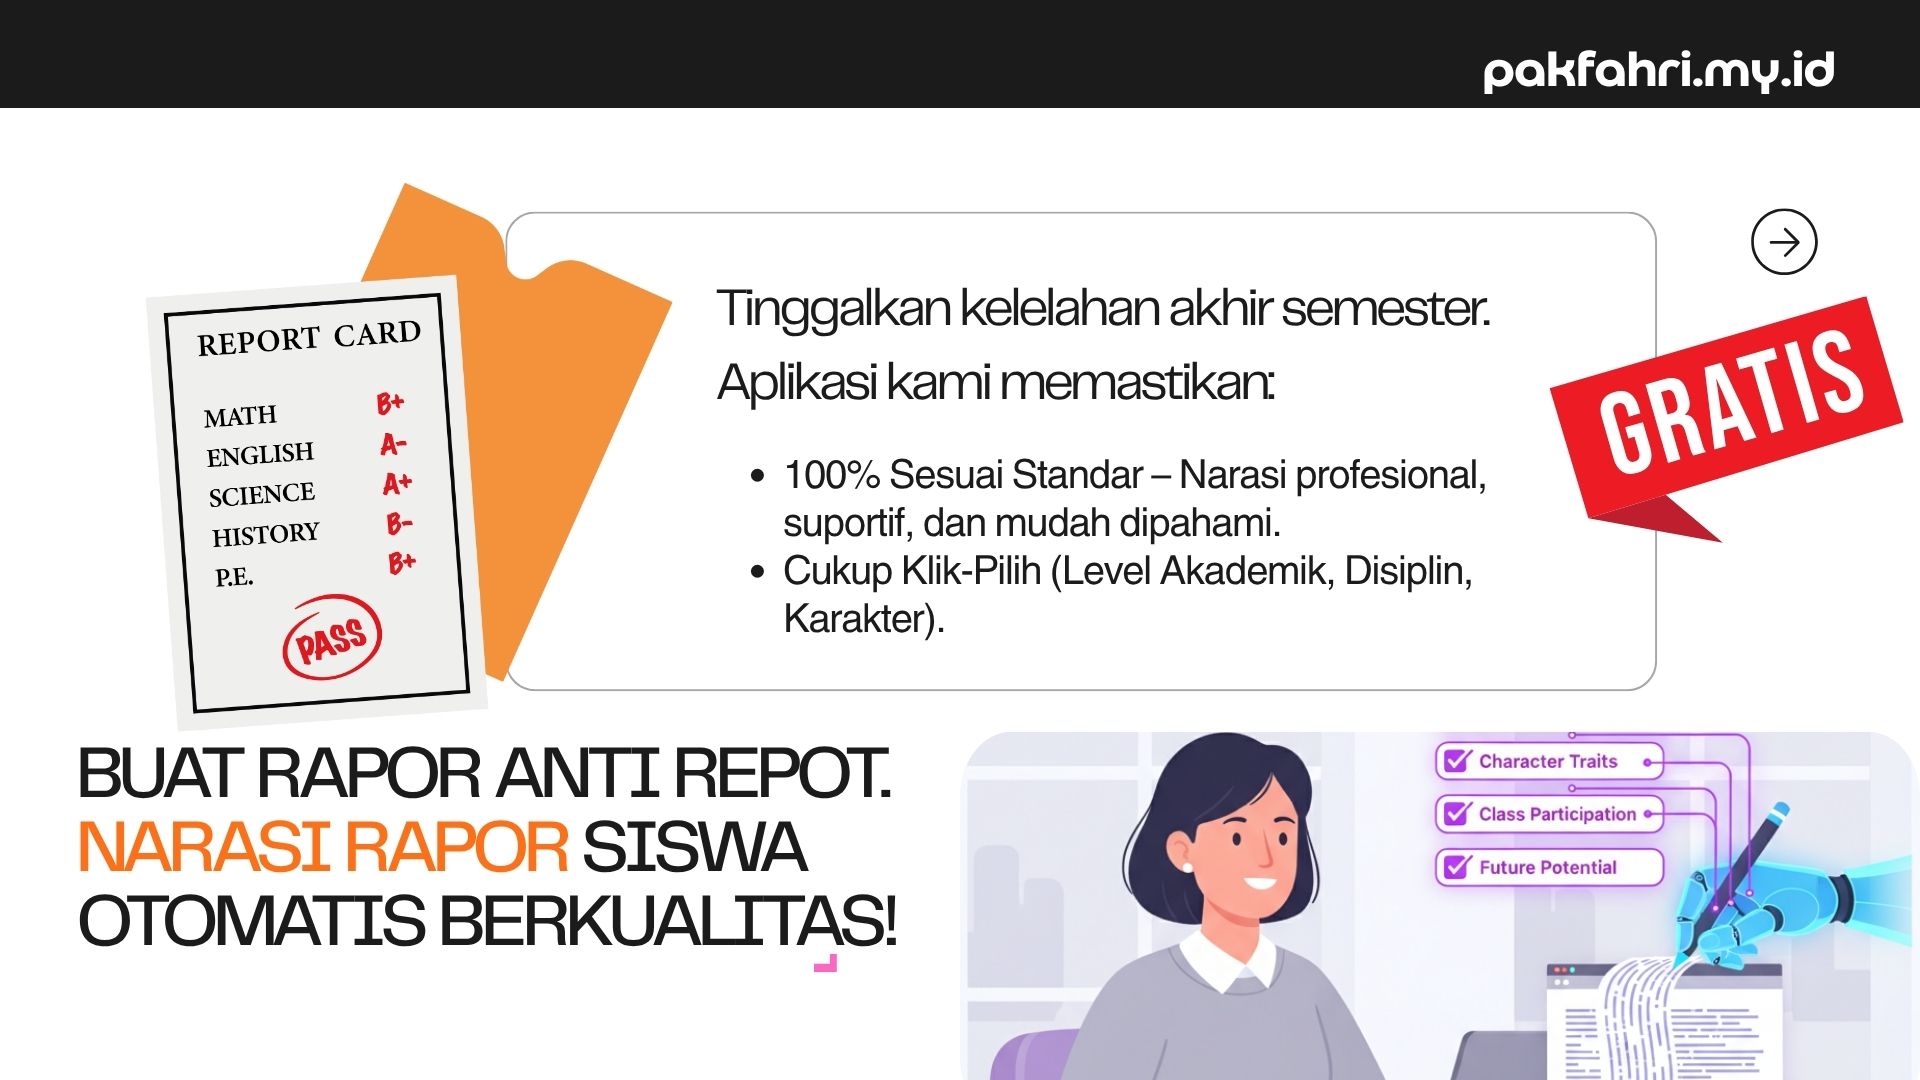 pakfahri.my.id
REPORT CARD
MATH B+
ENGLISH A-
SCIENCE A+
HISTORY B-
P.E. B+
PASS
Tinggalkan kelelahan akhir semester.
Aplikasi kami memastikan:
• 100% Sesuai Standar – Narasi profesional,
suportif, dan mudah dipahami.
• Cukup Klik-Pilih (Level Akademik, Disiplin,
Karakter).
GRATIS
BUAT RAPOR ANTI REPOT.
NARASI RAPOR SISWA
OTOMATIS BERKUALITAS!
Character Traits
Class Participation
Future Potential